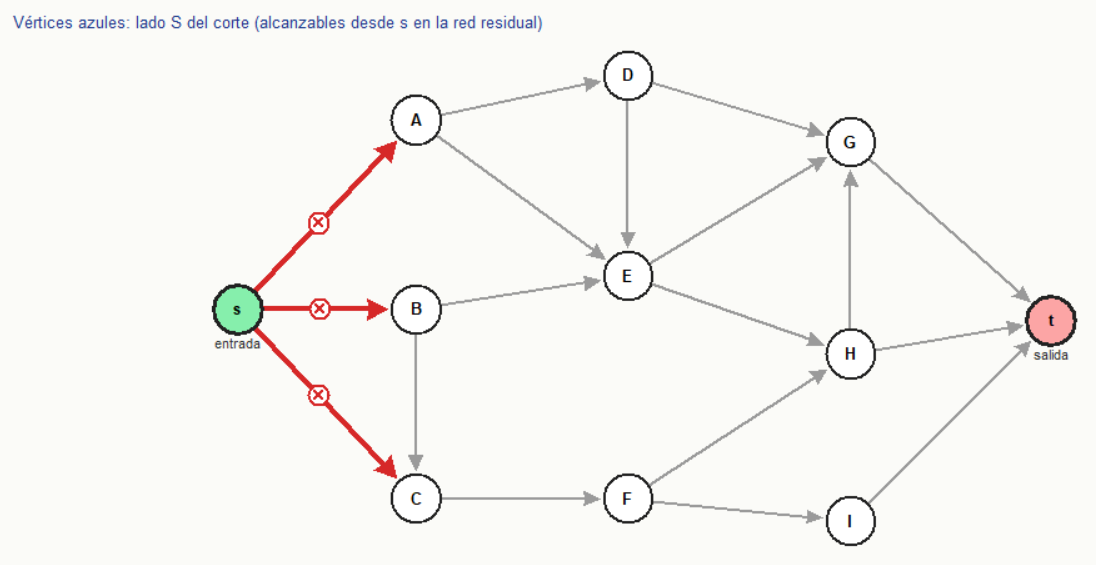 Vértices azules: lado S del corte (alcanzables desde s en la red residual)
D
A
G
E
s
B
t
entrada
H
salida
C
F
I